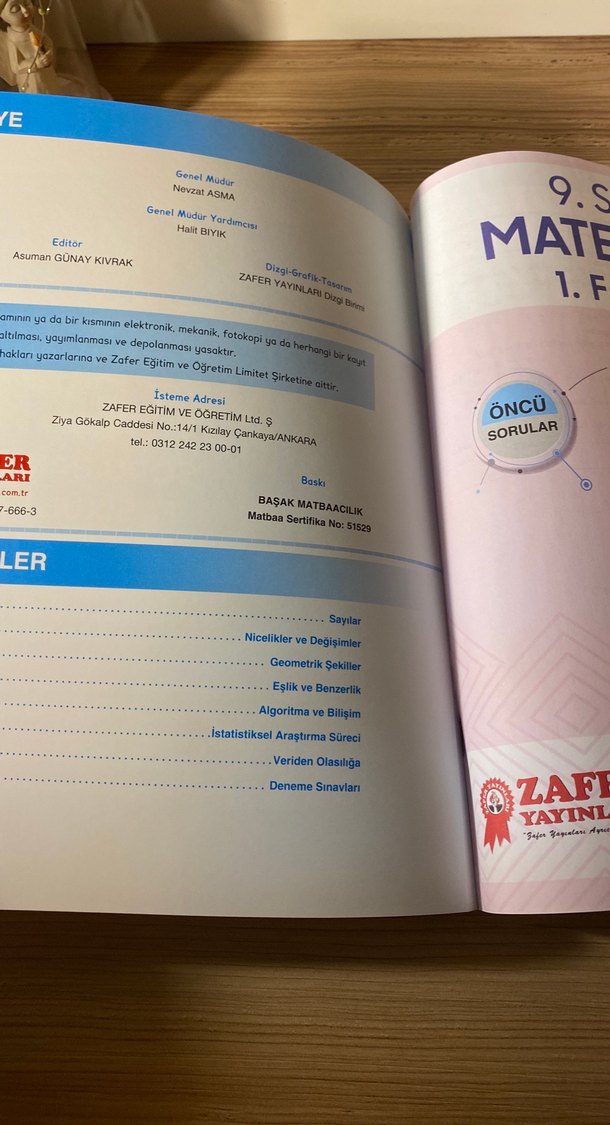 YE
Genel Müdür
Nevzat ASMA
Genel Müdür Yardımcısı
Halit BIYIK
Editör
Asuman GÜNAY KIVRAK
Dizgi-Grafik-Tasarım
ZAFER YAYINLARI Dizgi Birimi
amının ya da bir kısmının elektronik, mekanik, fotokopi ya da herhangi bir kayıt
altılması, yayımlanması ve depolanması yasaktır.
hakları yazarlarına ve Zafer Eğitim ve Öğretim Limitet Şirketine aittir.
İsteme Adresi
ZAFER EĞİTİM VE ÖĞRETİM Ltd. Ş
Ziya Gökalp Caddesi No.:14/1 Kızılay Çankaya/ANKARA
tel.: 0312 242 23 00-01
ER
ARI
.com.tr
7-666-3
Baskı
BAŞAK MATBAACILIK
Matbaa Sertifika No: 51529
LER
Sayılar
Nicelikler ve Değişimler
Geometrik Şekiller
Eşlik ve Benzerlik
Algoritma ve Bilişim
İstatistiksel Araştırma Süreci
Veriden Olasılığa
Deneme Sınavları
9. S
MATE
1. F
ÖNCÜ
SORULAR
ZAFE
YAYINL
"Zafer Yayınları Ayrıc